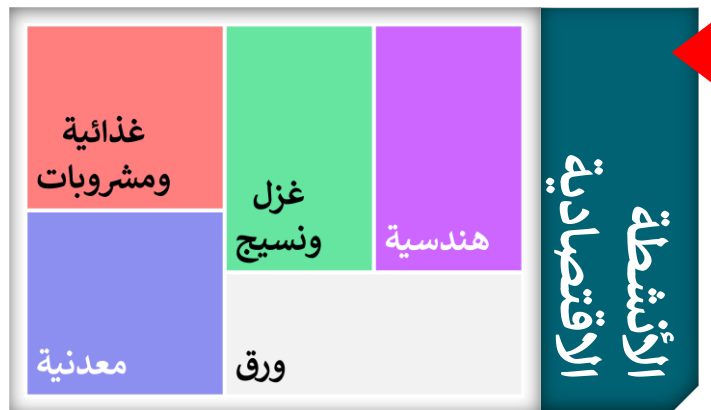 الأنشطة
الاقتصادية
هندسية
غزل
ونسيج
غذائية
ومشروبات
ورق
معدنية